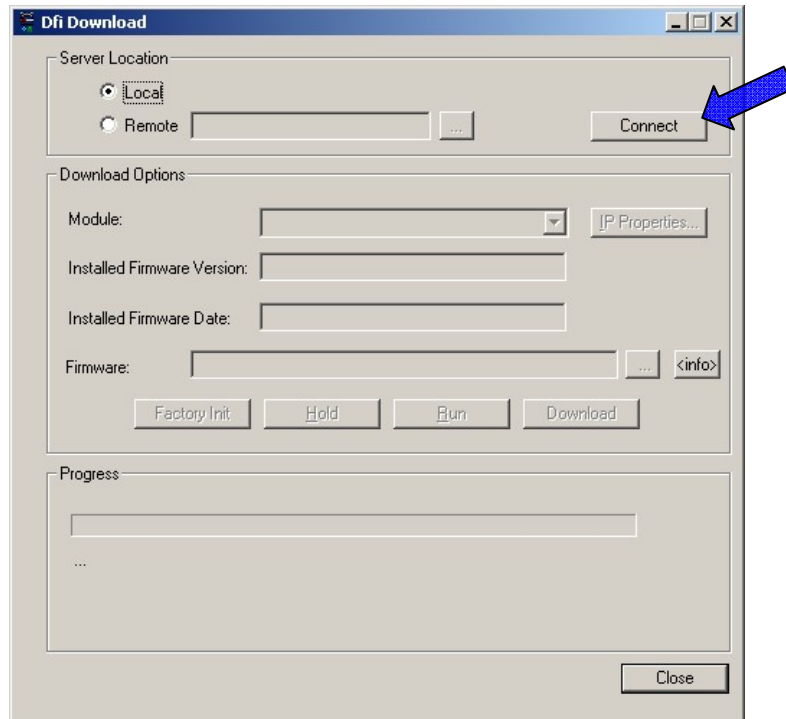 Dfi Download
Server Location
Local
Remote ... Connect
Download Options
Module: IP Properties...
Installed Firmware Version:
Installed Firmware Date:
Firmware: ... <info>
Factory Init Hold Run Download
Progress
...
Close